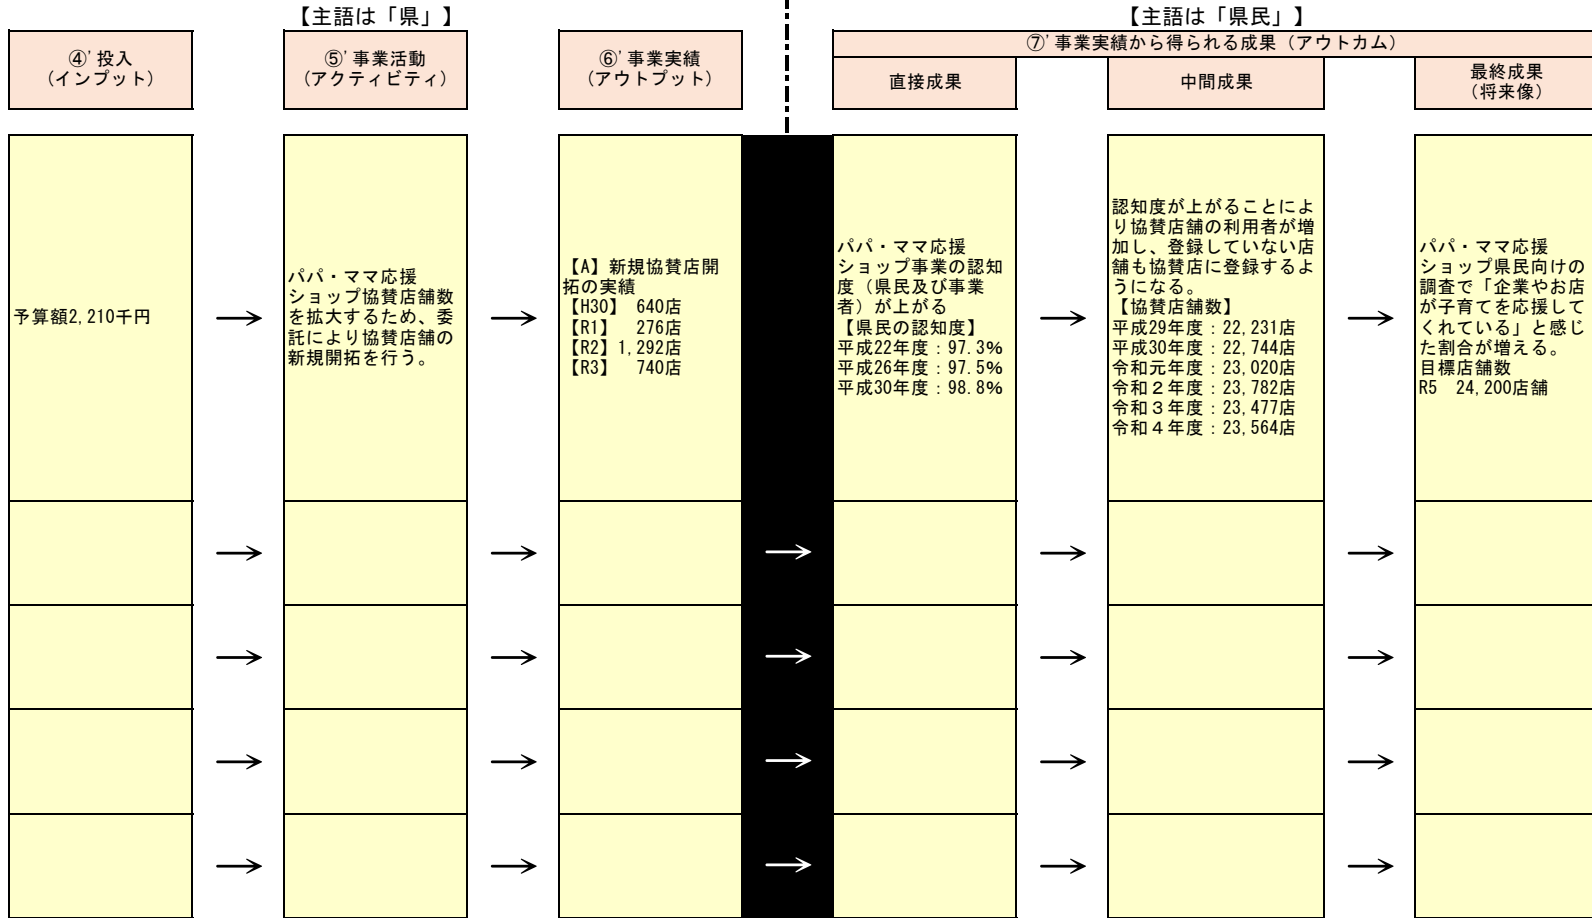 【主語は「県」】
【主語は「県民」】
④’投入
（インプット）
⑤’事業活動
（アクティビティ）
⑥’事業実績
（アウトプット）
⑦’事業実績から得られる成果（アウトカム）
直接成果
中間成果
最終成果
（将来像）
予算額2,210千円
→
パパ・ママ応援
ショップ協賛店舗数
を拡大するため、委
託により協賛店舗の
新規開拓を行う。
→
【A】新規協賛店開
拓の実績
【H30】 640店
【R1】 276店
【R2】1,292店
【R3】 740店
パパ・ママ応援
ショップ事業の認知
度（県民及び事業
者）が上がる
【県民の認知度】
平成22年度：97.3%
平成26年度：97.5%
平成30年度：98.8%
→
認知度が上がることによ
り協賛店舗の利用者が増
加し、登録していない店
舗も協賛店に登録するよ
うになる。
【協賛店舗数】
平成29年度：22,231店
平成30年度：22,744店
令和元年度：23,020店
令和２年度：23,782店
令和３年度：23,477店
令和４年度：23,564店
→
パパ・ママ応援
ショップ県民向けの
調査で「企業やお店
が子育てを応援して
くれている」と感じ
た割合が増える。
目標店舗数
R5　24,200店舗
→ → → → →
→ → → → →
→ → → → →
→ → → → →